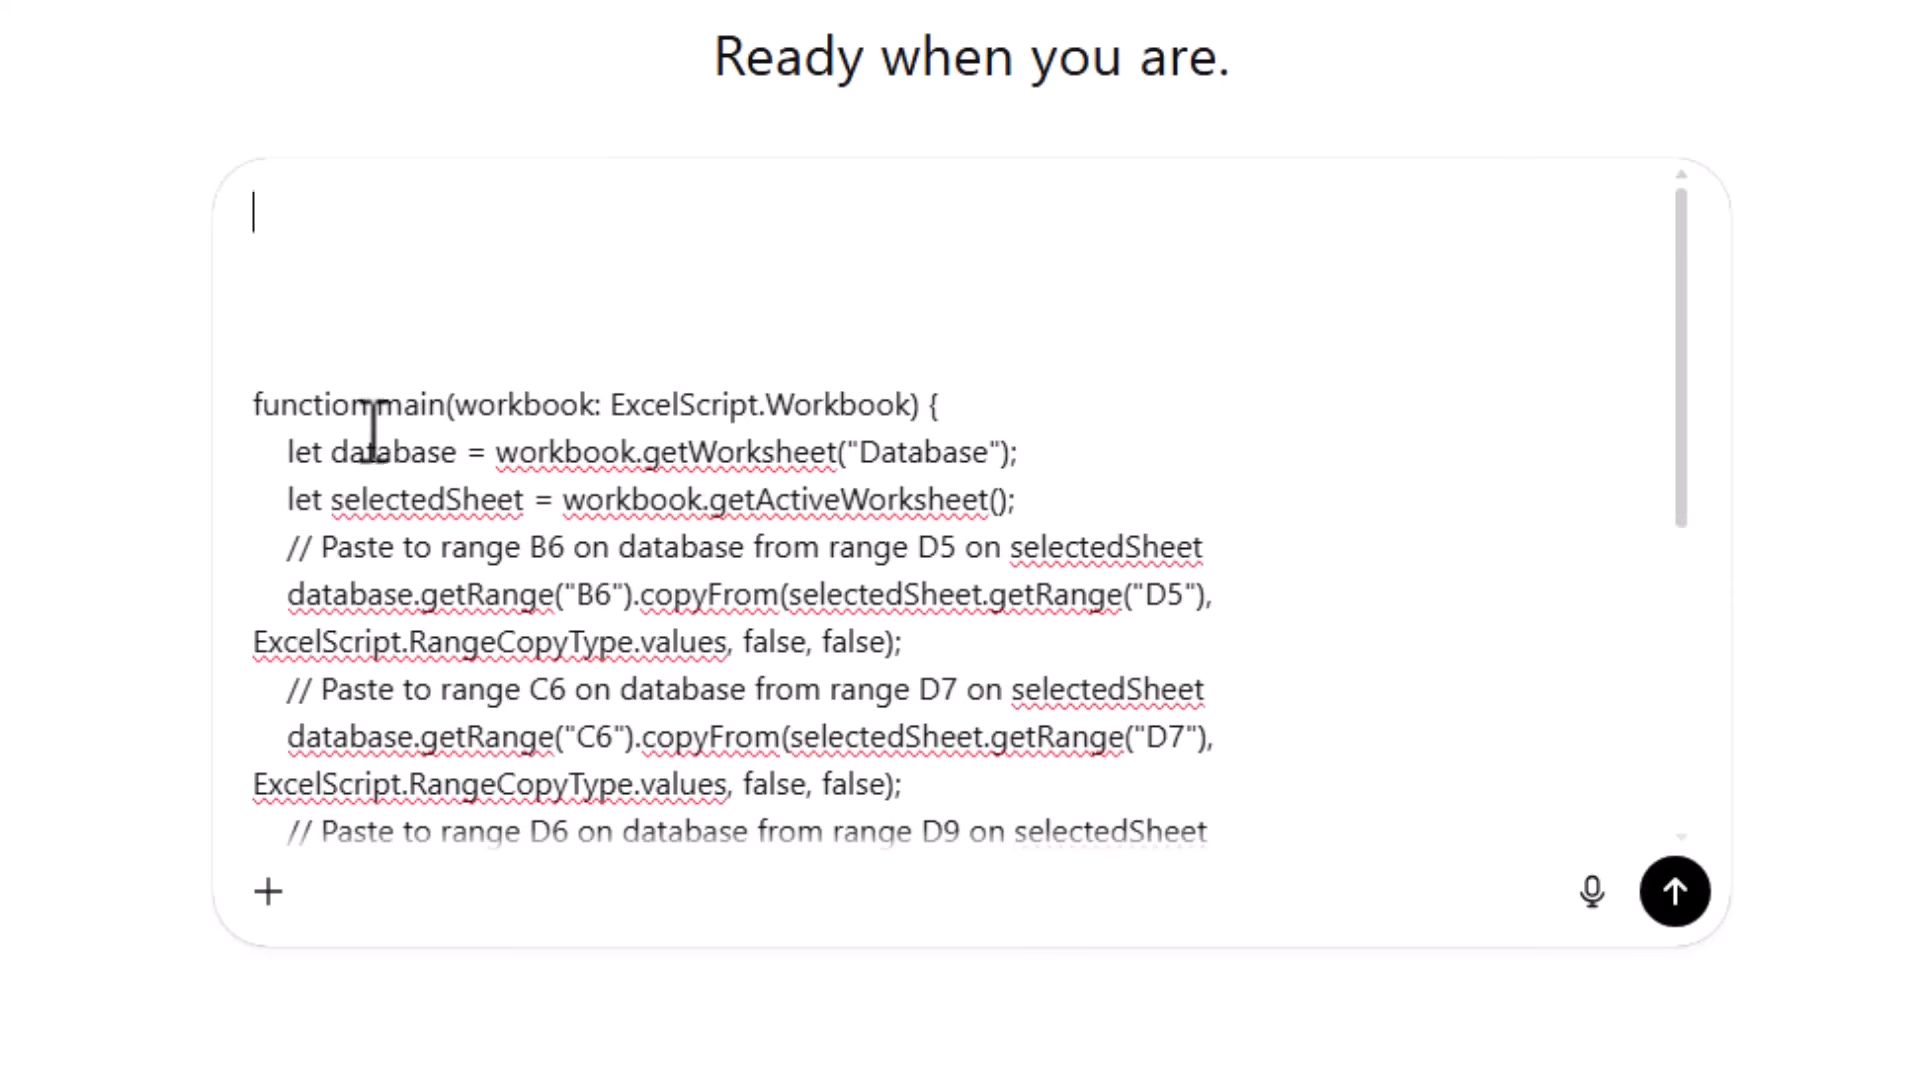 Ready when you are.
function main(workbook: ExcelScript.Workbook) {
let database = workbook.getWorksheet("Database");
let selectedSheet = workbook.getActiveWorksheet();
// Paste to range B6 on database from range D5 on selectedSheet
database.getRange("B6").copyFrom(selectedSheet.getRange("D5"),
ExcelScript.RangeCopyType.values, false, false);
// Paste to range C6 on database from range D7 on selectedSheet
database.getRange("C6").copyFrom(selectedSheet.getRange("D7"),
ExcelScript.RangeCopyType.values, false, false);
// Paste to range D6 on database from range D9 on selectedSheet